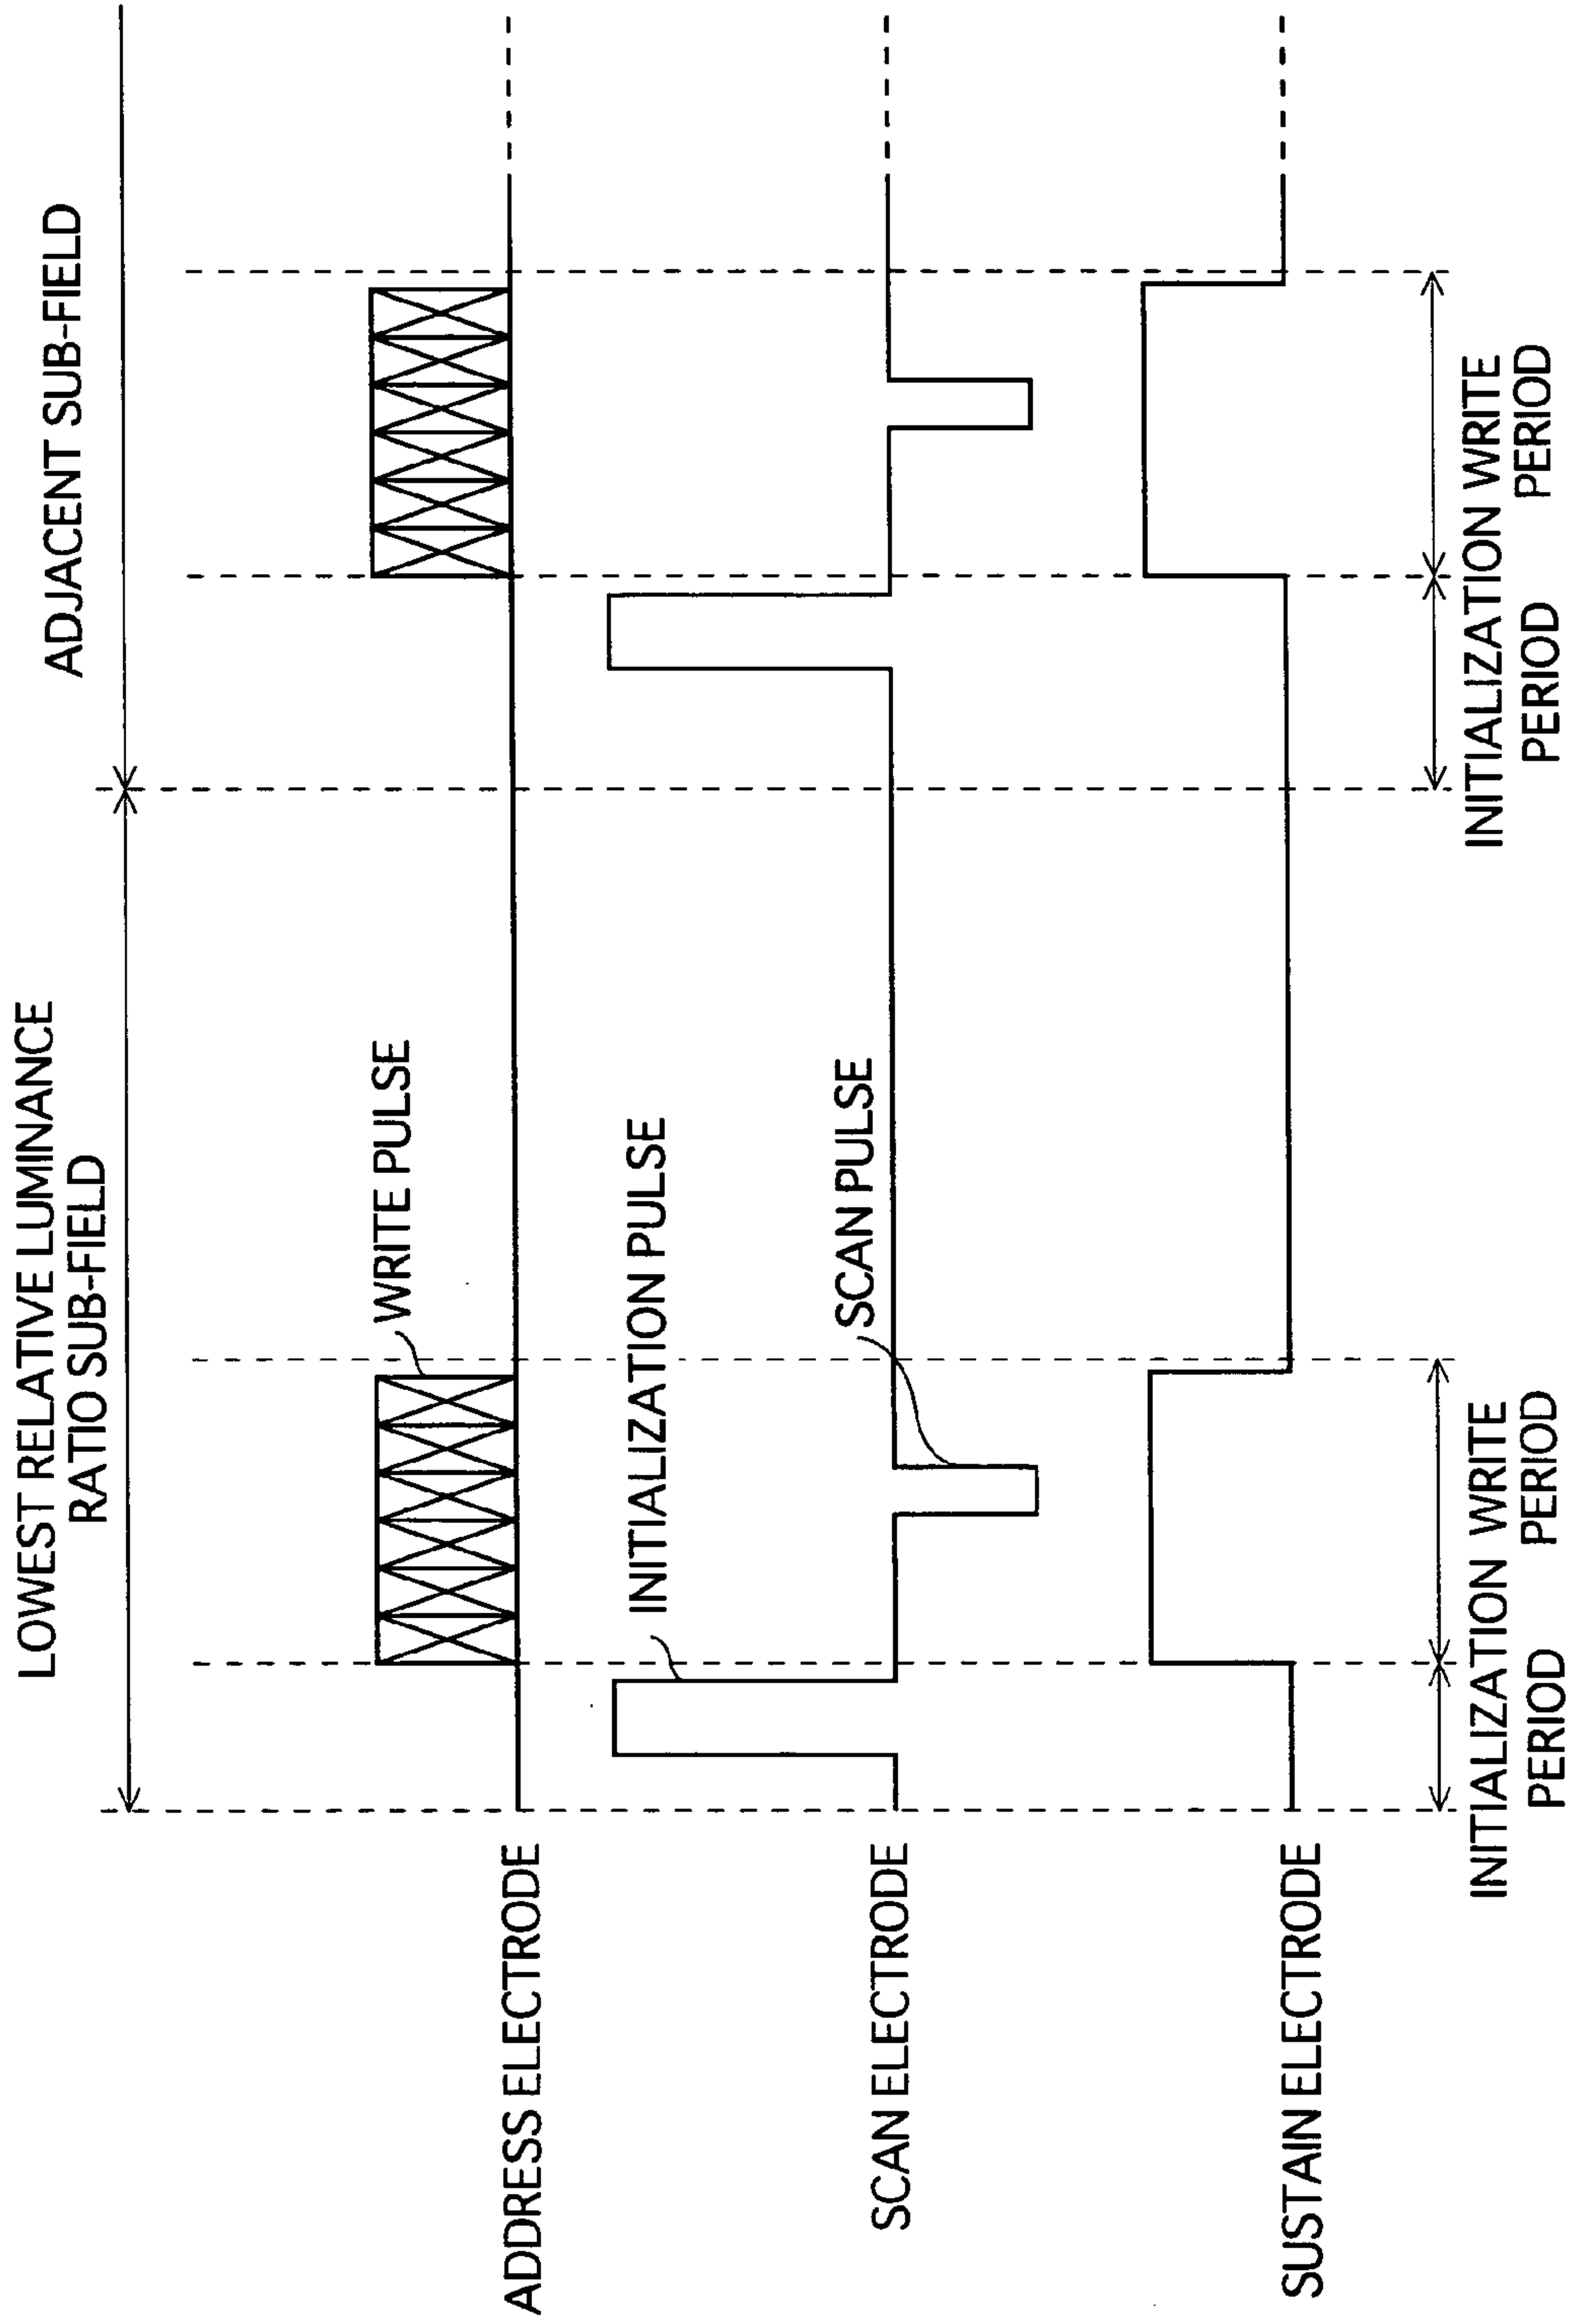 LOWEST RELATIVE LUMINANCE
RATIO SUB-FIELD
ADJACENT SUB-FIELD
WRITE PULSE
ADDRESS ELECTRODE
INITIALIZATION PULSE
SCAN PULSE
SCAN ELECTRODE
SUSTAIN ELECTRODE
INITIALIZATION WRITE
PERIOD PERIOD
INITIALIZATION WRITE
PERIOD PERIOD